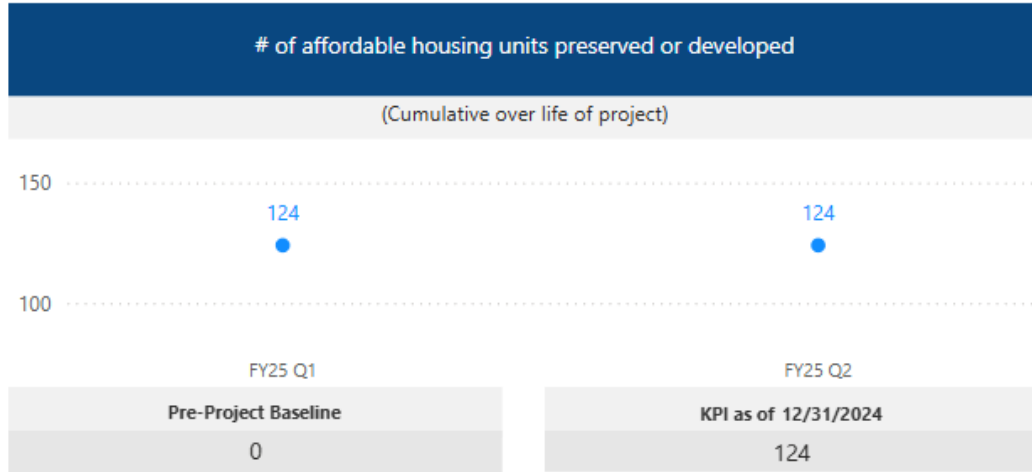 # of affordable housing units preserved or developed
(Cumulative over life of project)
150
124 124
100
FY25 Q1 FY25 Q2
Pre-Project Baseline KPI as of 12/31/2024
0 124